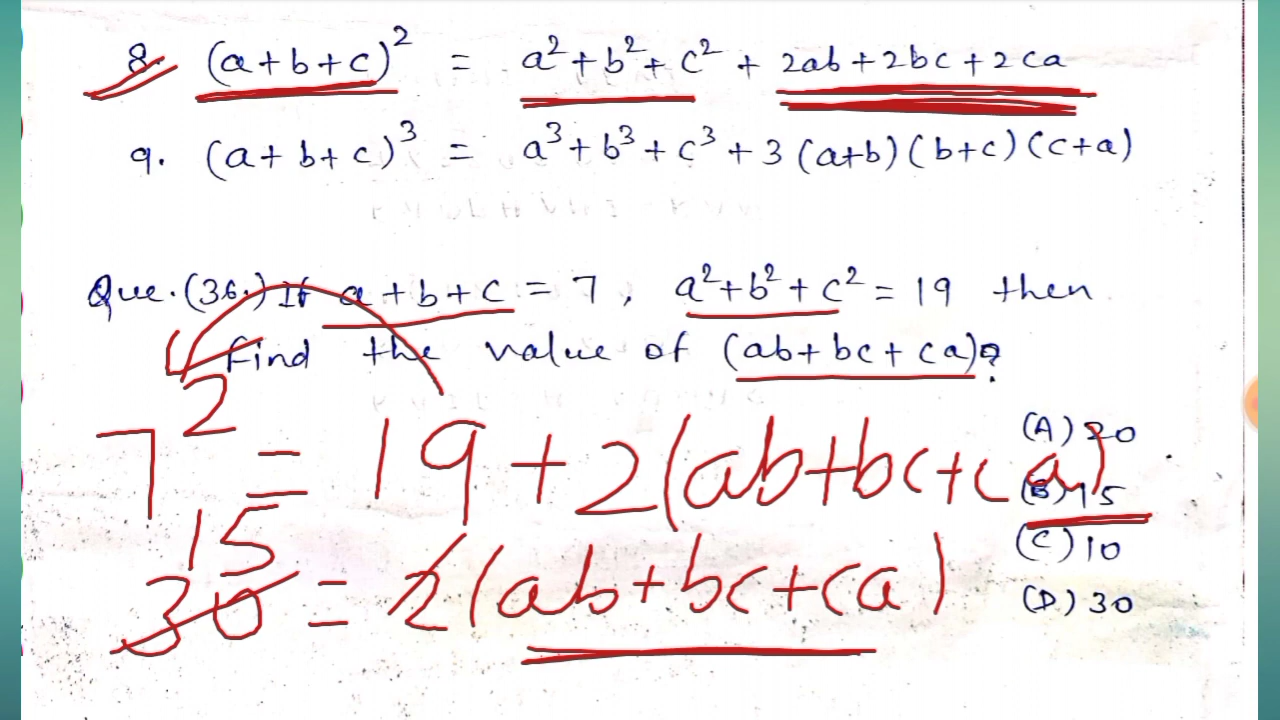 8. (a+b+c)² = a²+b²+c² + 2ab+2bc+2ca
9. (a+b+c)³ = a³+b³+c³+3(a+b)(b+c)(c+a)
Que.(36.) If a+b+c = 7, a²+b²+c² = 19 then
find the value of (ab+bc+ca)?
(A) 20
7² = 19+2(ab+bc+ca)
(B) 15
15
(C) 10
30 = 2(ab+bc+ca)
(D) 30